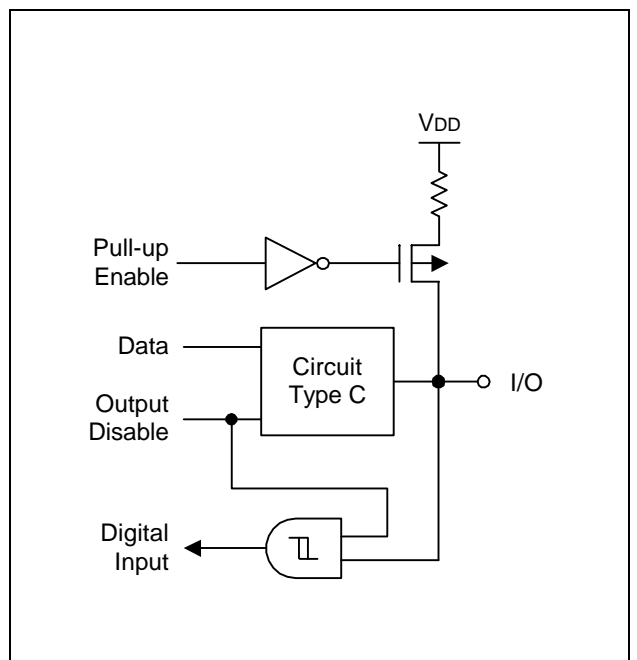 VDD
Pull-up
Enable
Data
Circuit
Type C
I/O
Output
Disable
Digital
Input